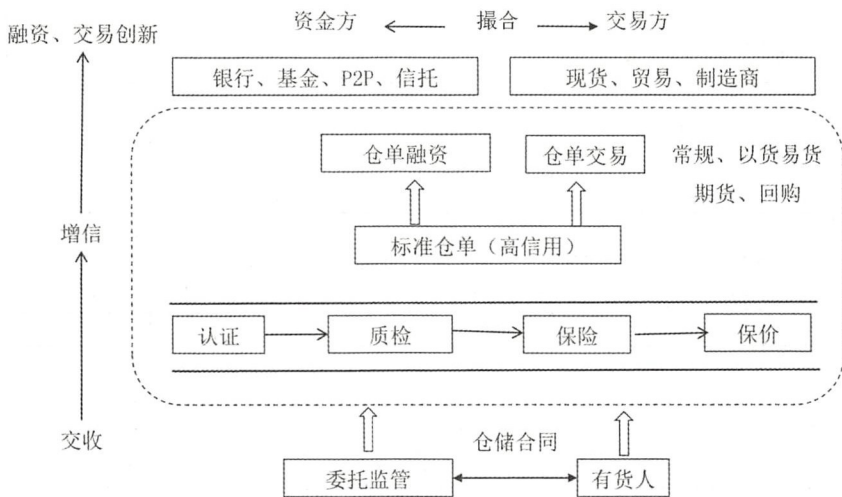 资金方 撮合 交易方
融资、交易创新
银行、基金、P2P、信托 现货、贸易、制造商
仓单融资 仓单交易 常规、以货易货
期货、回购
增信
标准仓单（高信用）
认证 质检 保险 保价
交收
仓储合同
委托监管 有货人